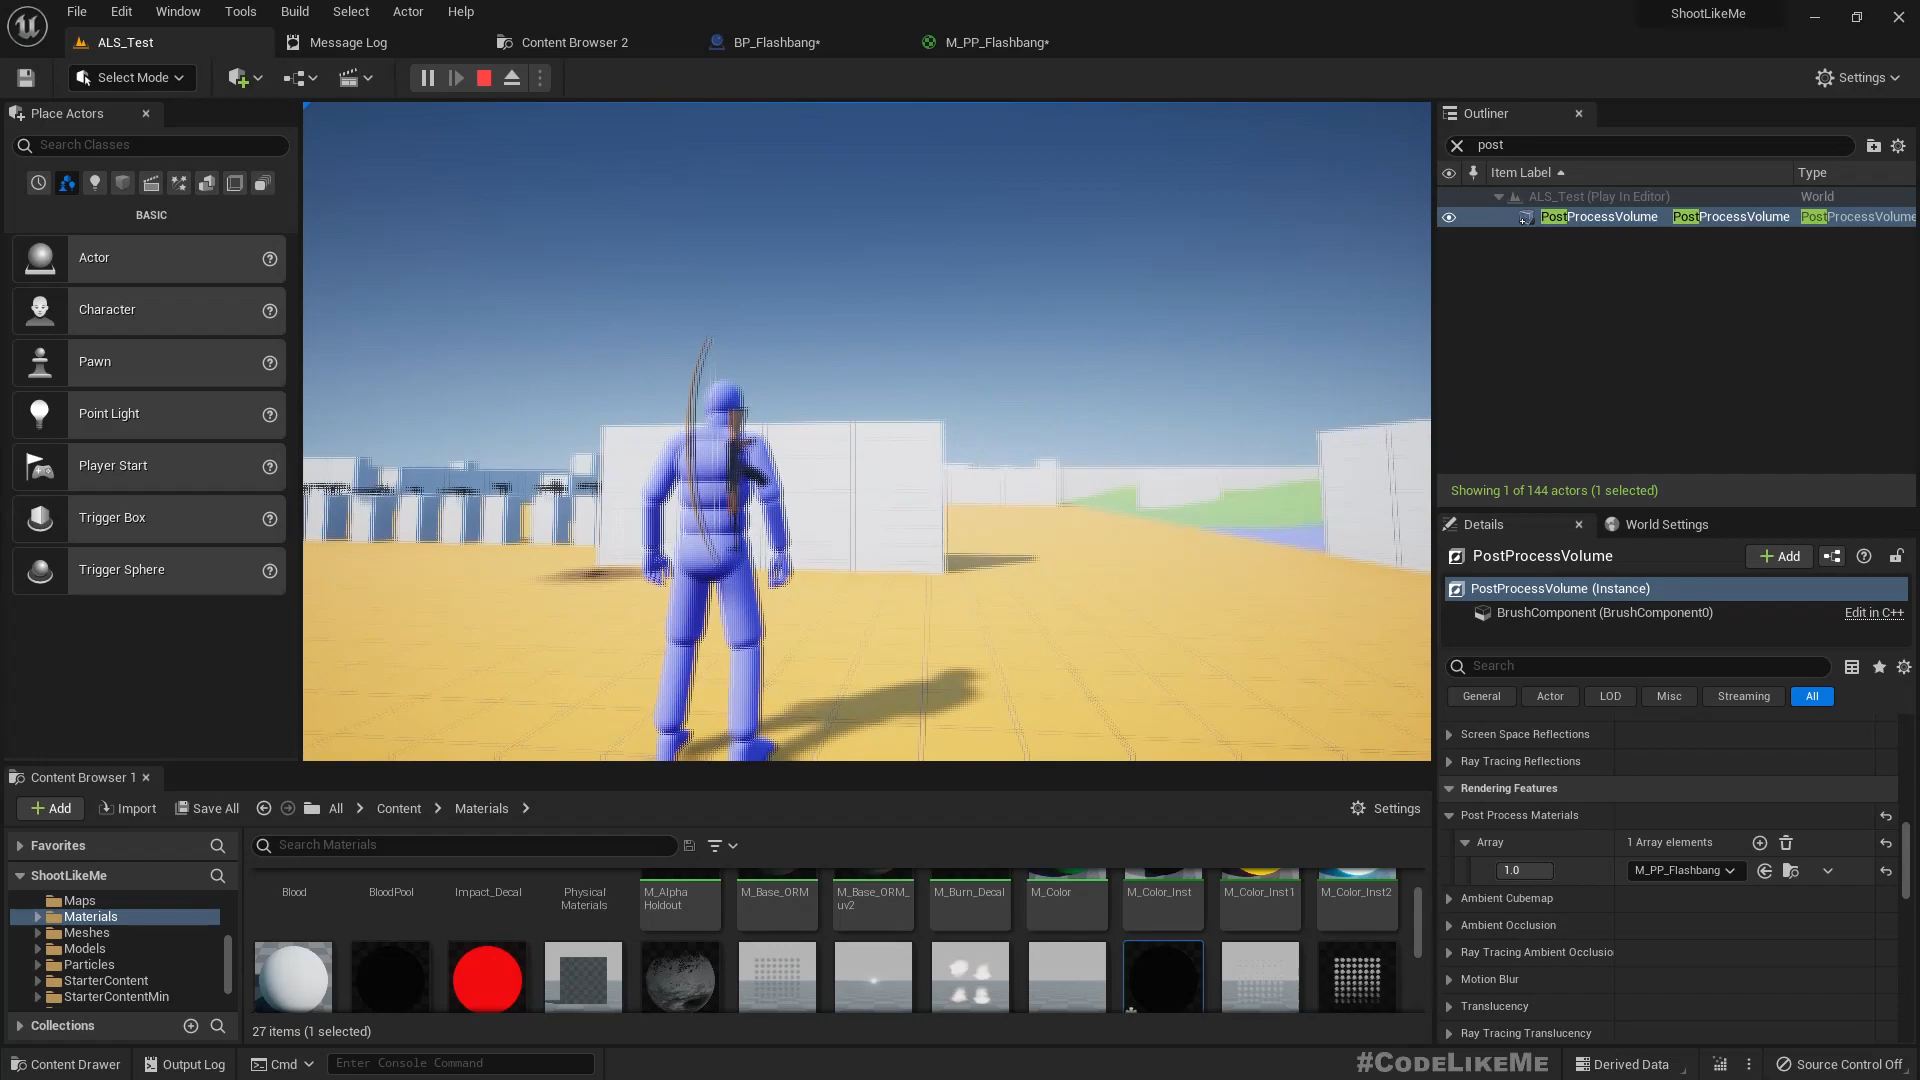 File Edit Window Tools Build Select Actor Help
ShootLikeMe
ALS_Test
Message Log
Content Browser 2
BP_Flashbang*
M_PP_Flashbang*
Select Mode
Settings
Place Actors
Search Classes
BASIC
Actor
Character
Pawn
Point Light
Player Start
Trigger Box
Trigger Sphere
Outliner
post
Item Label
Type
ALS_Test (Play In Editor)
World
PostProcessVolume
PostProcessVolume
PostProcessVolume
Showing 1 of 144 actors (1 selected)
Details
World Settings
PostProcessVolume
Add
PostProcessVolume (Instance)
BrushComponent (BrushComponent0)
Edit in C++
Search
General
Actor
LOD
Misc
Streaming
All
Screen Space Reflections
Ray Tracing Reflections
Rendering Features
Post Process Materials
Array
1 Array elements
1.0
M_PP_Flashbang
Ambient Cubemap
Ambient Occlusion
Ray Tracing Ambient Occlusio
Motion Blur
Translucency
Ray Tracing Translucency
Content Browser 1
Add
Import
Save All
All
Content
Materials
Settings
Favorites
ShootLikeMe
Maps
Materials
Meshes
Models
Particles
StarterContent
StarterContentMin
Collections
Search Materials
Blood
BloodPool
Impact_Decal
Physical
Materials
M_Alpha
Holdout
M_Base_ORM
M_Base_ORM_
uv2
M_Burn_Decal
M_Color
M_Color_Inst
M_Color_Inst1
M_Color_Inst2
27 items (1 selected)
Content Drawer
Output Log
Cmd
Enter Console Command
#CODELIKEME
Derived Data
Source Control Off